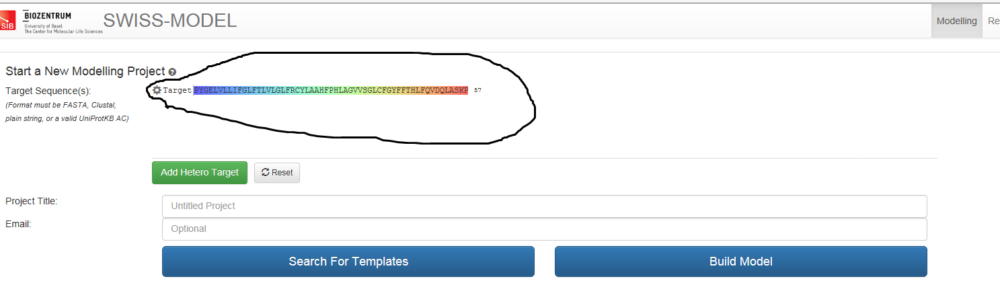 SIB
BIOZENTRUM
University of Basel
The Center for Molecular Life Sciences
SWISS-MODEL
Modelling
Re
Start a New Modelling Project
Target Sequence(s):
(Format must be FASTA, Clustal,
plain string, or a valid UniProtKB AC)
Target PYGELVLLIFGLFTLVLGLFRCYLAAHFPHLAGVVSGLCFGYFFTHLFQVDQLASKP 57
Add Hetero Target
Reset
Project Title:
Untitled Project
Email:
Optional
Search For Templates
Build Model